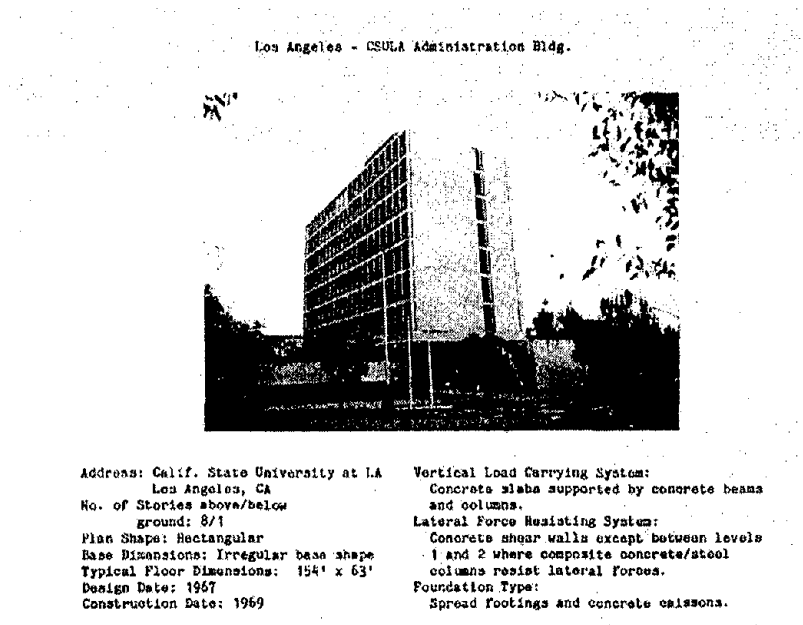 Los Angeles - CSULA Administration Bldg.
Address: Calif. State University at LA
Los Angeles, CA
No. of Stories above/below
ground: 8/1
Plan Shape: Rectangular
Base Dimensions: Irregular base shape
Typical Floor Dimensions: 154' x 63'
Design Date: 1967
Construction Date: 1969
Vertical Load Carrying System:
Concrete slabs supported by concrete beams
and columns.
Lateral Force Resisting System:
Concrete shear walls except between levels
1 and 2 where composite concrete/steel
columns resist lateral forces.
Foundation Type:
Spread footings and concrete caissons.